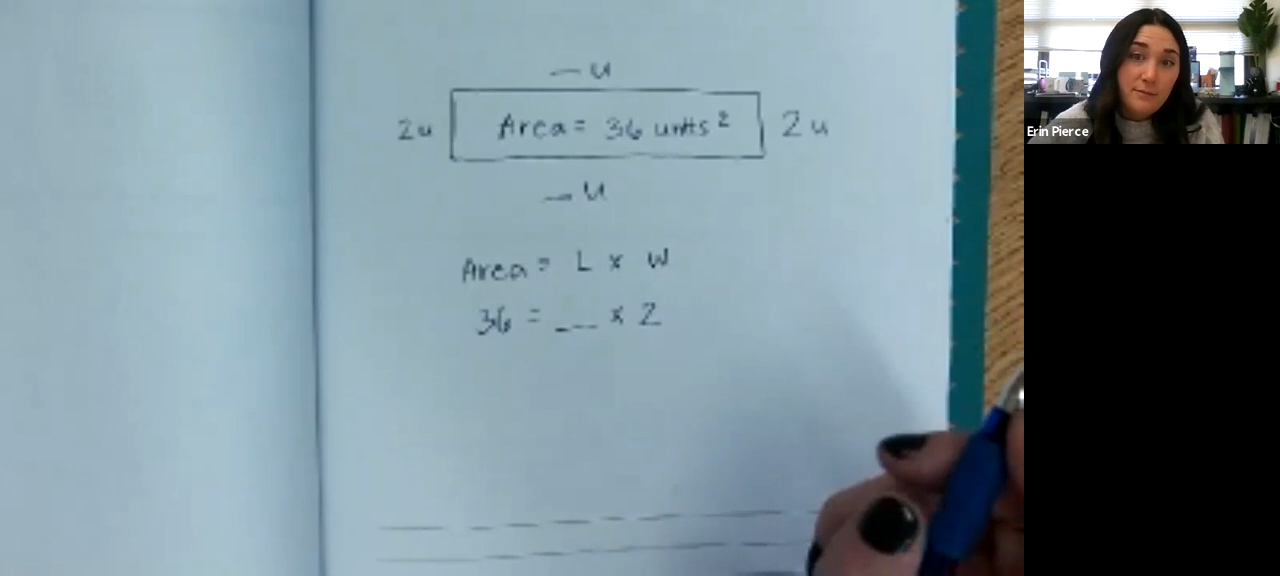 __ u
2u Area = 36 units² 2 u
__ u
Area = L x W
36 = __ x 2
Erin Pierce